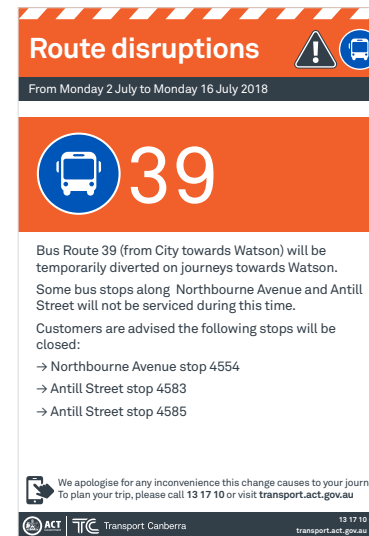 Route disruptions
From Monday 2 July to Monday 16 July 2018
39
Bus Route 39 (from City towards Watson) will be
temporarily diverted on journeys towards Watson.
Some bus stops along Northbourne Avenue and Antill
Street will not be serviced during this time.
Customers are advised the following stops will be
closed:
→ Northbourne Avenue stop 4554
→ Antill Street stop 4583
→ Antill Street stop 4585
We apologise for any inconvenience this change causes to your journ
To plan your trip, please call 13 17 10 or visit transport.act.gov.au
ACT TC Transport Canberra
13 17 10
transport.act.gov.au